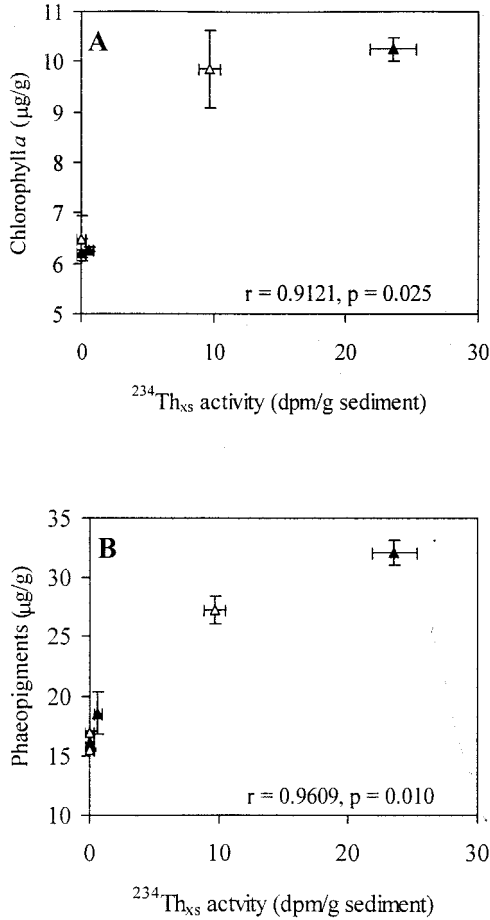 A
11
10
9
8
7
6
5
Chlorophyll a (µg/g)
r = 0.9121, p = 0.025
0 10 20 30
234Thxs activity (dpm/g sediment)
B
35
30
25
20
15
10
Phaeopigments (µg/g)
r = 0.9609, p = 0.010
0 10 20 30
234Thxs activity (dpm/g sediment)